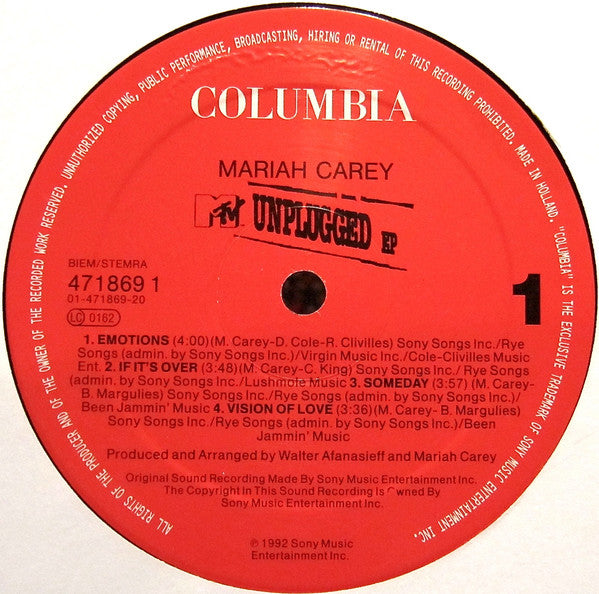 ALL RIGHTS OF THE PRODUCER AND OF THE OWNER OF THE RECORDED WORK RESERVED. UNAUTHORIZED COPYING, PUBLIC PERFORMANCE, BROADCASTING, HIRING OR RENTAL OF THIS RECORDING PROHIBITED. MADE IN HOLLAND. "COLUMBIA" IS THE EXCLUSIVE TRADEMARK OF SONY MUSIC ENTERTAINMENT INC.
COLUMBIA
MARIAH CAREY
MTV UNPLUGGED EP
BIEM/STEMRA
471869 1
01-471869-20
LC 0162
1
1. EMOTIONS (4:00)(M. Carey-D. Cole-R. Clivilles) Sony Songs Inc./Rye
Songs (admin. by Sony Songs Inc.)/Virgin Music Inc./Cole-Clivilles Music
Ent. 2. IF IT'S OVER (3:48)(M. Carey-C. King) Sony Songs Inc./ Rye Songs
(admin. by Sony Songs Inc./Lushmole Music 3. SOMEDAY (3:57) (M. Carey-
B. Margulies) Sony Songs Inc./Rye Songs (admin. by Sony Songs Inc.)/
Been Jammin' Music 4. VISION OF LOVE (3:36)(M. Carey- B. Margulies)
Sony Songs Inc./Rye Songs (admin. by Sony Songs Inc.)/Been
Jammin' Music
Produced and Arranged by Walter Afanasieff and Mariah Carey
Original Sound Recording Made By Sony Music Entertainment Inc.
The Copyright In This Sound Recording Is Owned By
Sony Music Entertainment Inc.
℗ 1992 Sony Music
Entertainment Inc.